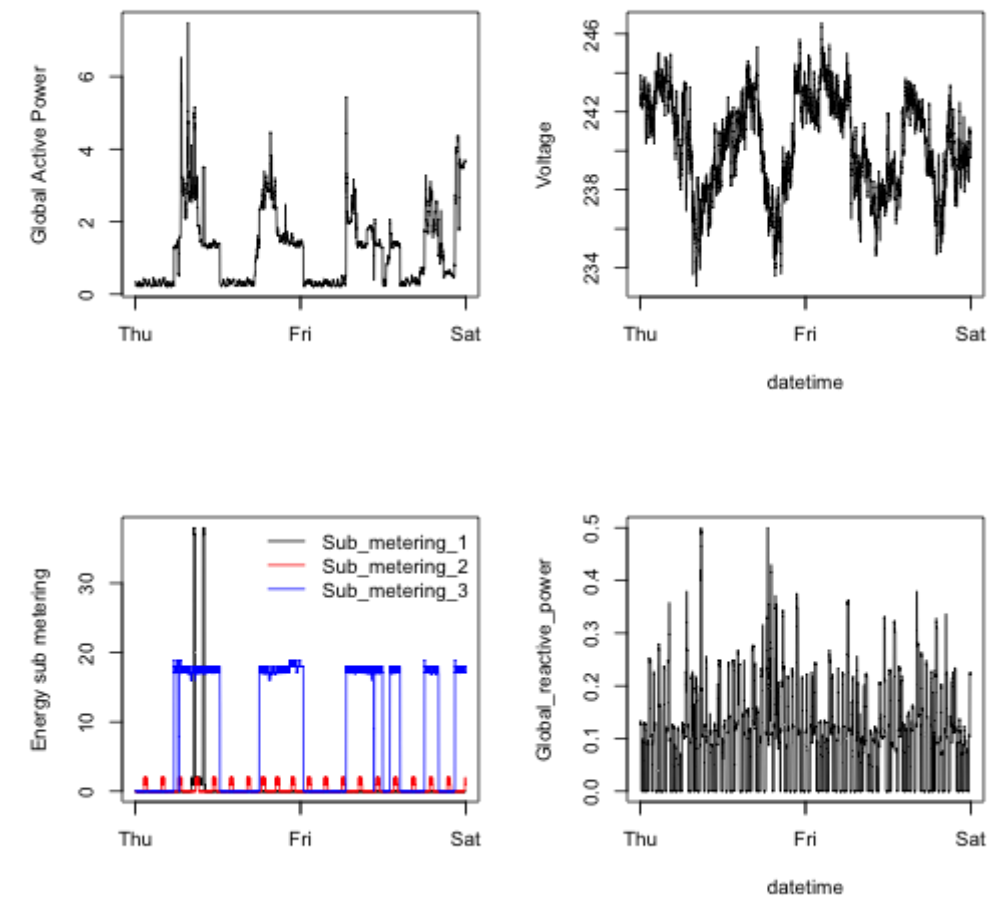 Global Active Power
6
4
2
0
Thu Fri Sat
Voltage
246
242
238
234
Thu Fri Sat
datetime
Energy sub metering
30
20
10
0
Sub_metering_1
Sub_metering_2
Sub_metering_3
Thu Fri Sat
Global_reactive_power
0.5
0.4
0.3
0.2
0.1
0.0
Thu Fri Sat
datetime